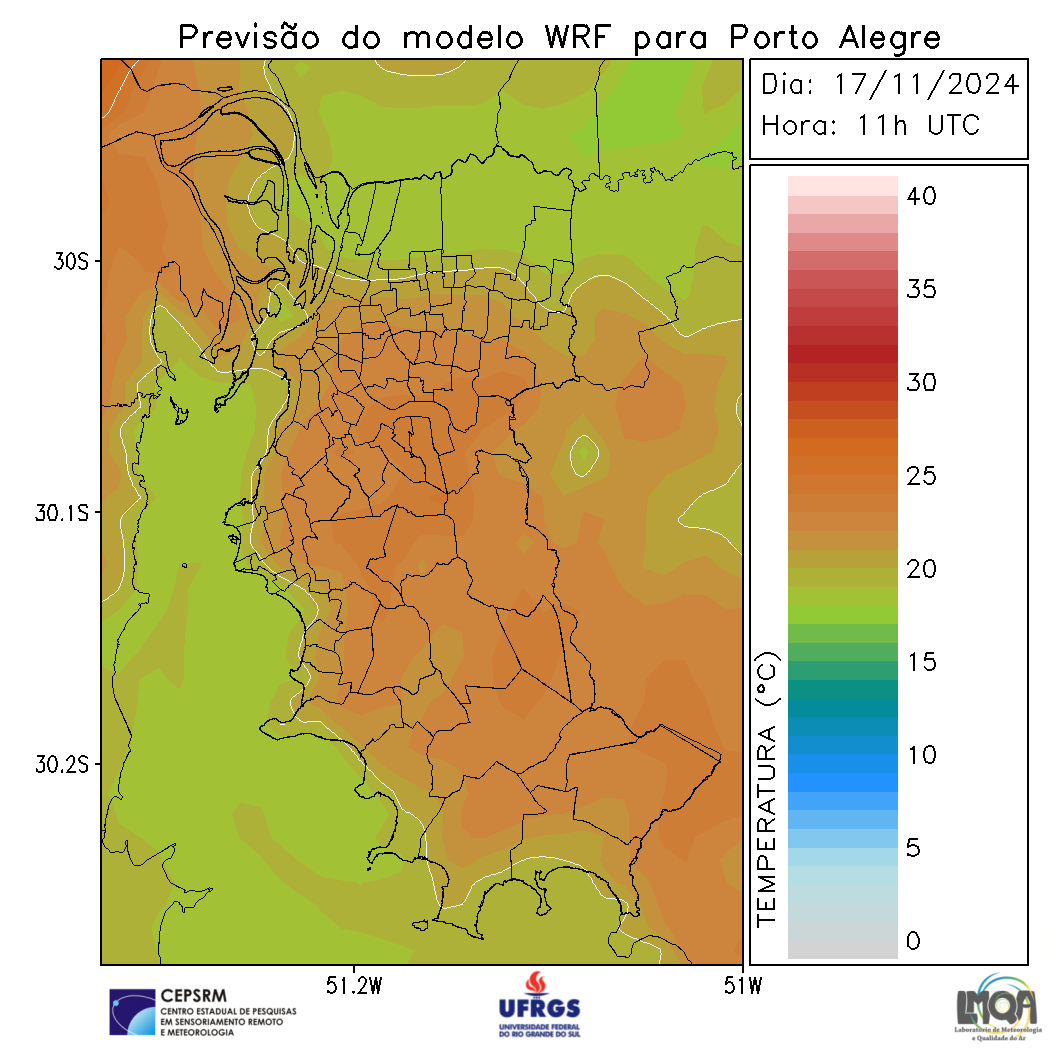 Previsão do modelo WRF para Porto Alegre
Dia: 17/11/2024
Hora: 11h UTC
30S
30.1S
30.2S
51.2W
51W
TEMPERATURA (°C)
40
35
30
25
20
15
10
5
0
CEPSRM
CENTRO ESTADUAL DE PESQUISAS
EM SENSORIAMENTO REMOTO
E METEOROLOGIA
UFRGS
UNIVERSIDADE FEDERAL
DO RIO GRANDE DO SUL
LMQA
Laboratório de Meteorologia
e Qualidade do Ar